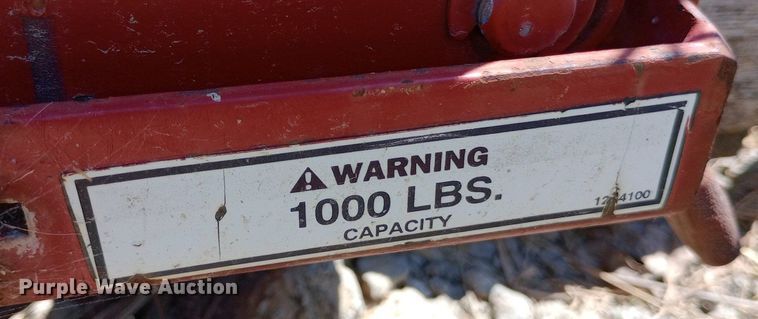 WARNING
1000 LBS.
CAPACITY
Purple Wave Auction